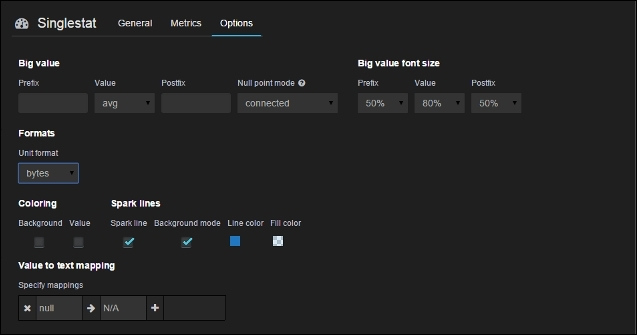 Singlestat General Metrics Options
Big value Big value font size
Prefix Value Postfix Null point mode Prefix Value Postfix
avg connected 50% 80% 50%
Formats
Unit format
bytes
Coloring Spark lines
Background Value Spark line Background mode Line color Fill color
Value to text mapping
Specify mappings
null N/A